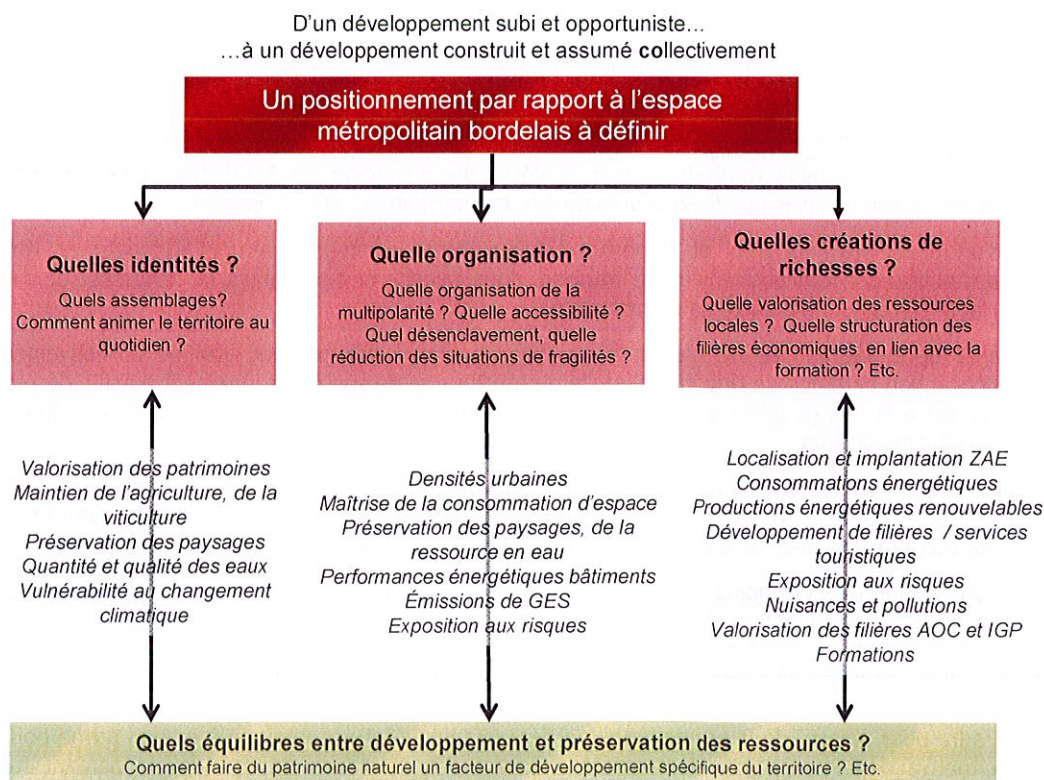 D'un développement subi et opportuniste...
...à un développement construit et assumé collectivement
Un positionnement par rapport à l'espace
métropolitain bordelais à définir
Quelles identités ?
Quels assemblages?
Comment animer le territoire au
quotidien ?
Quelle organisation ?
Quelle organisation de la
multipolarité ? Quelle accessibilité ?
Quel désenclavement, quelle
réduction des situations de fragilités ?
Quelles créations de
richesses ?
Quelle valorisation des ressources
locales ? Quelle structuration des
filières économiques en lien avec la
formation ? Etc.
Valorisation des patrimoines
Maintien de l'agriculture, de la
viticulture
Préservation des paysages
Quantité et qualité des eaux
Vulnérabilité au changement
climatique
Densités urbaines
Maîtrise de la consommation d'espace
Préservation des paysages, de la
ressource en eau
Performances énergétiques bâtiments
Émissions de GES
Exposition aux risques
Localisation et implantation ZAE
Consommations énergétiques
Productions énergétiques renouvelables
Développement de filières / services
touristiques
Exposition aux risques
Nuisances et pollutions
Valorisation des filières AOC et IGP
Formations
Quels équilibres entre développement et préservation des ressources ?
Comment faire du patrimoine naturel un facteur de développement spécifique du territoire ? Etc.